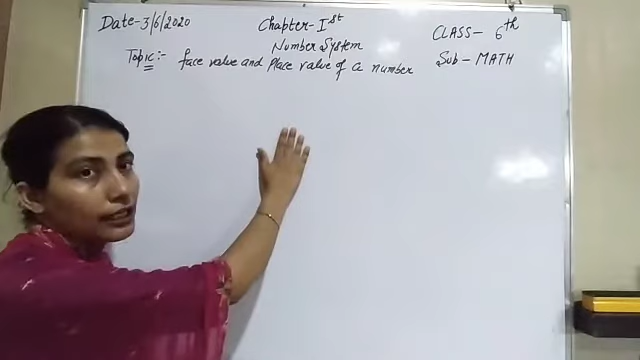 Date-3/6/2020 Chapter-Ist CLASS- 6th
Number System
Topic:- face value and Place value of a number Sub- MATH